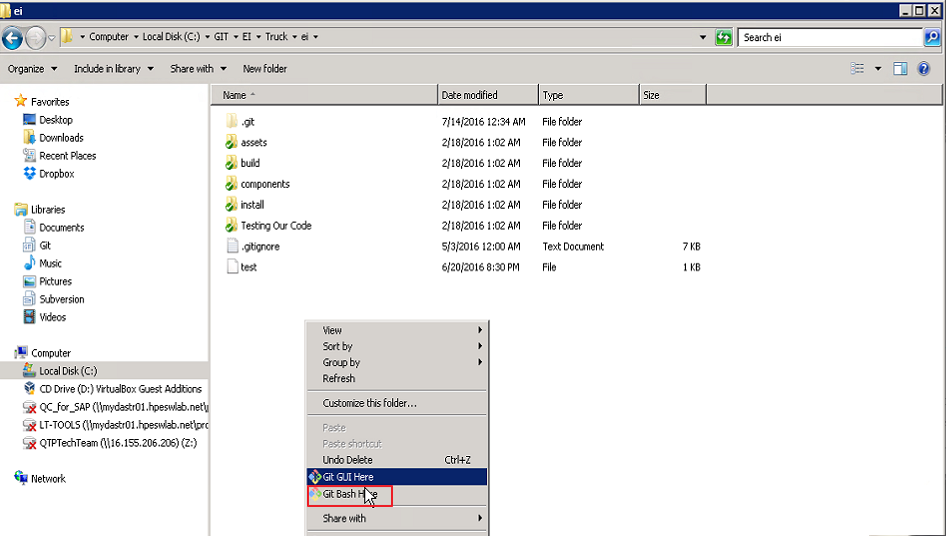 ei
Computer Local Disk (C:) GIT EI Truck ei Search ei
Organize Include in library Share with New folder
Name Date modified Type Size
Favorites
Desktop
Downloads
Recent Places
Dropbox
Libraries
Documents
Git
Music
Pictures
Subversion
Videos
Computer
Local Disk (C:)
CD Drive (D:) VirtualBox Guest Additions
QC_for_SAP (\\mydastr01.hpeswlab.net\p
LT-TOOLS (\\mydastr01.hpeswlab.net\pro
QTPTechTeam (\\16.155.206.206) (Z:)
Network
.git 7/14/2016 12:34 AM File folder
assets 2/18/2016 1:02 AM File folder
build 2/18/2016 1:02 AM File folder
components 2/18/2016 1:02 AM File folder
install 2/18/2016 1:02 AM File folder
Testing Our Code 2/18/2016 1:02 AM File folder
.gitignore 5/3/2016 12:00 AM Text Document 7 KB
test 6/20/2016 8:30 PM File 1 KB
View
Sort by
Group by
Refresh
Customize this folder...
Paste
Paste shortcut
Undo Delete Ctrl+Z
Git GUI Here
Git Bash Here
Share with